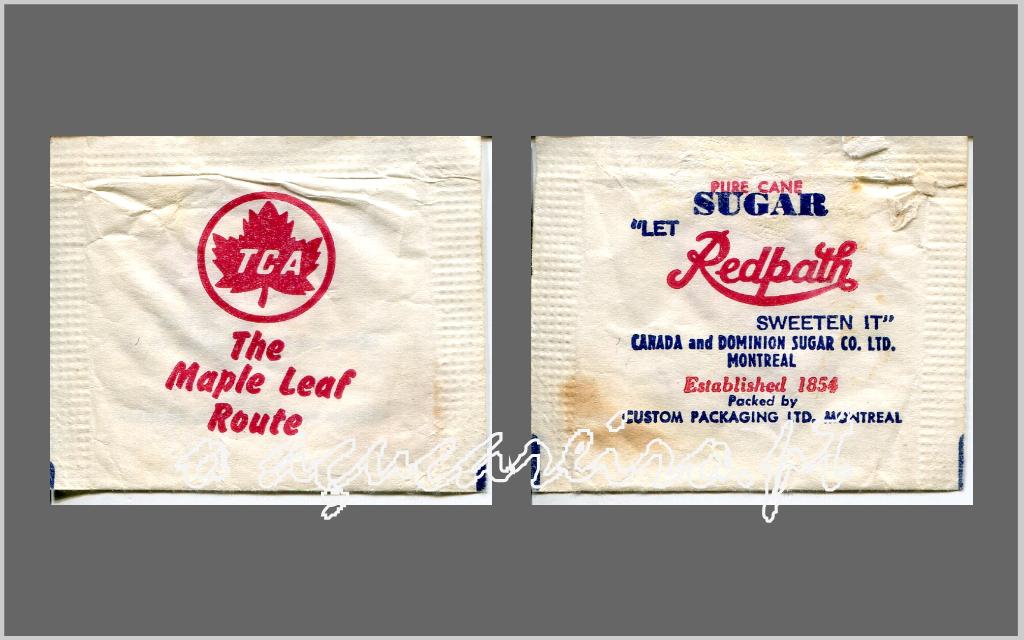 TCA
The
Maple Leaf
Route
PURE CANE
SUGAR
"LET
Redpath
SWEETEN IT"
CANADA and DOMINION SUGAR CO. LTD.
MONTREAL
Established 1854
Packed by
CUSTOM PACKAGING LTD. MONTREAL